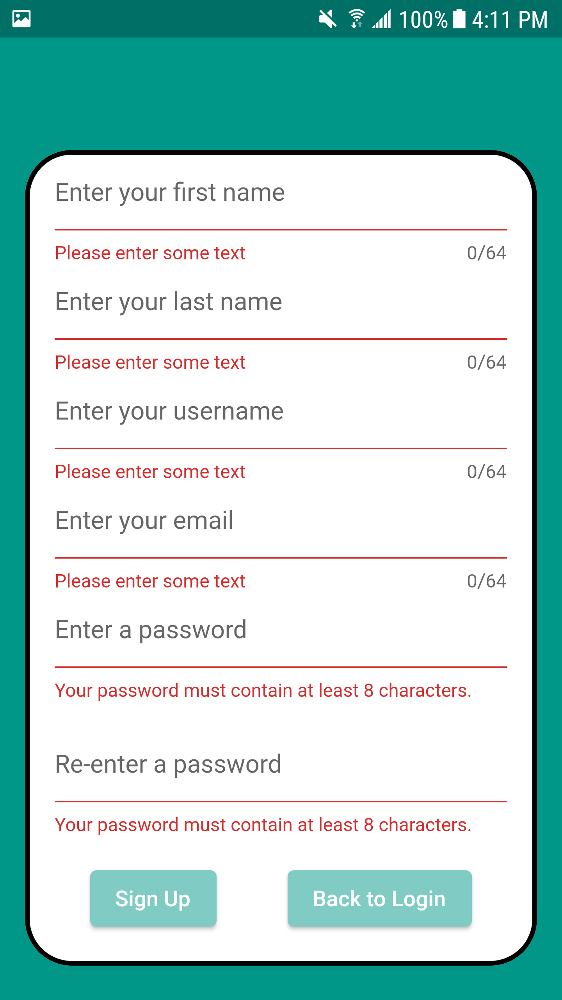 100% 4:11 PM
Enter your first name
Please enter some text 0/64
Enter your last name
Please enter some text 0/64
Enter your username
Please enter some text 0/64
Enter your email
Please enter some text 0/64
Enter a password
Your password must contain at least 8 characters.
Re-enter a password
Your password must contain at least 8 characters.
Sign Up Back to Login